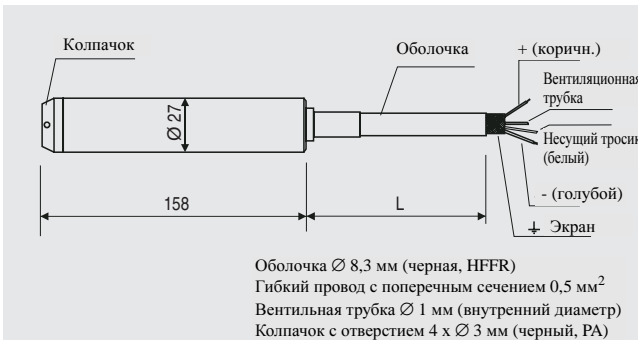 Колпачок
Оболочка
+ (коричн.)
Вентиляционная
трубка
Несущий тросик
(белый)
- (голубой)
Экран
Ø 27
158
L
Оболочка ∅ 8,3 мм (черная, HFFR)
Гибкий провод с поперечным сечением 0,5 мм²
Вентильная трубка ∅ 1 мм (внутренний диаметр)
Колпачок с отверстием 4 x ∅ 3 мм (черный, PA)